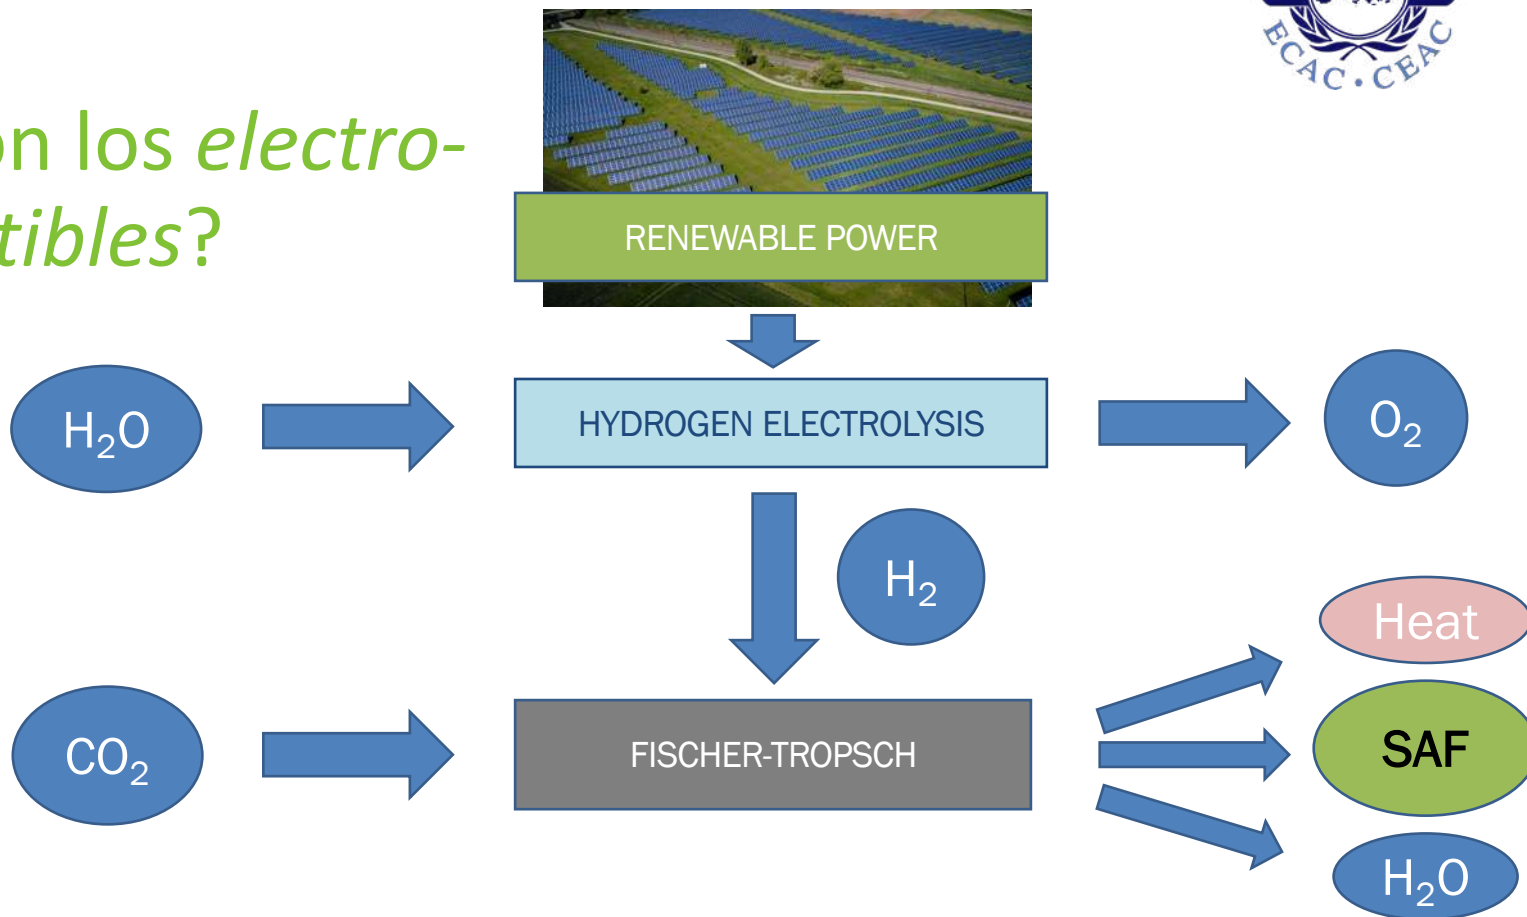 ECAC · CEAC
on los electro-
tibles?
RENEWABLE POWER
H₂O
HYDROGEN ELECTROLYSIS
O₂
H₂
Heat
CO₂
FISCHER-TROPSCH
SAF
H₂O